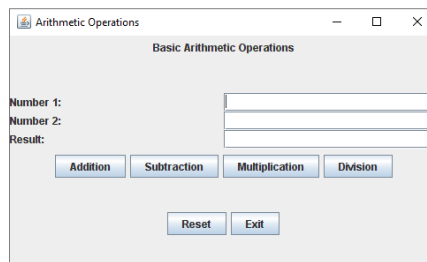 Arithmetic Operations
Basic Arithmetic Operations
Number 1:
Number 2:
Result:
Addition Subtraction Multiplication Division
Reset Exit